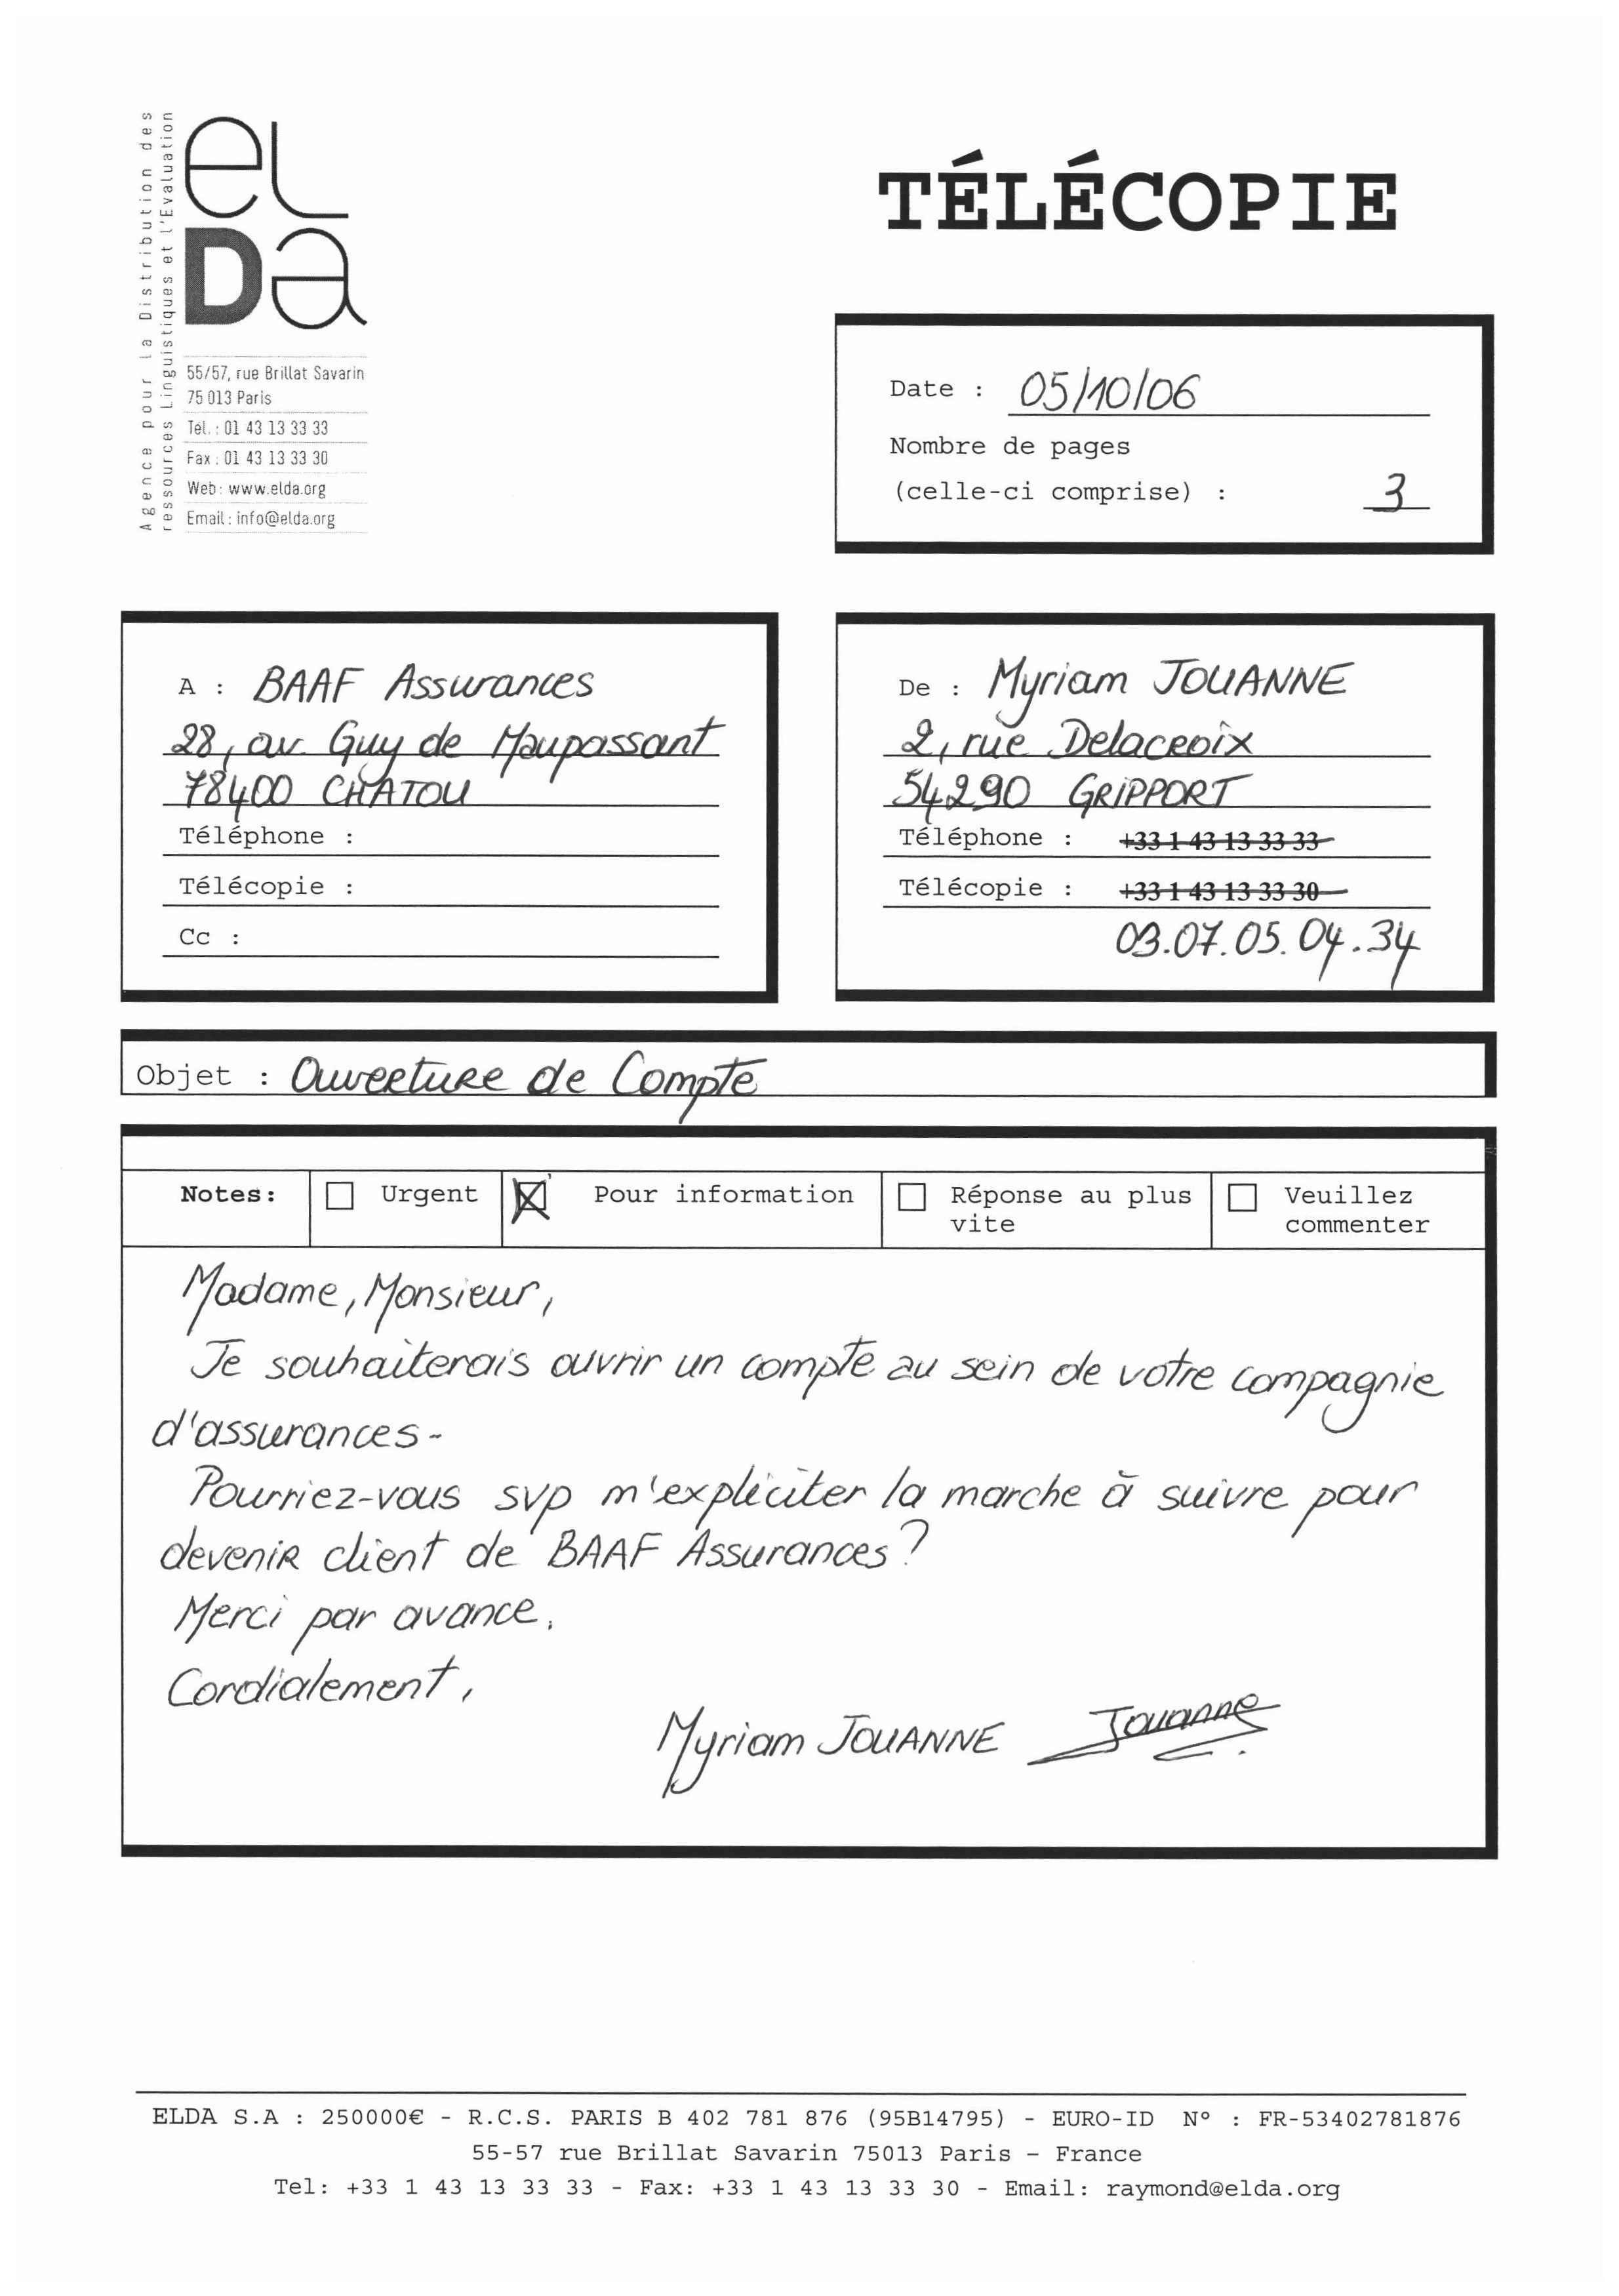 Agence pour la Distribution des
ressources Linguistiques et l'Evaluation
eLDa
55/57, rue Brillat Savarin
75 013 Paris
Tél. : 01 43 13 33 33
Fax : 01 43 13 33 30
Web : www.elda.org
Email : info@elda.org
TÉLÉCOPIE
Date : 05/10/06
Nombre de pages
(celle-ci comprise) : 3
A : BAAF Assurances
28, av. Guy de Maupassant
78400 CHATOU
Téléphone :
Télécopie :
Cc :
De : Myriam JOUANNE
2, rue Delacroix
54290 GRIPPORT
Téléphone : +33 1 43 13 33 33
Télécopie : +33 1 43 13 33 30
03.07.05.04.34
Objet : Ouverture de Compte
Notes: Urgent Pour information Réponse au plus vite Veuillez commenter
Madame, Monsieur,
Je souhaiterais ouvrir un compte au sein de votre compagnie
d'assurances-
Pourriez-vous svp m'expliciter la marche à suivre pour
devenir client de BAAF Assurances ?
Merci par avance.
Cordialement,
Myriam JOUANNE Jouanne
ELDA S.A : 250000€ - R.C.S. PARIS B 402 781 876 (95B14795) - EURO-ID N° : FR-53402781876
55-57 rue Brillat Savarin 75013 Paris – France
Tel: +33 1 43 13 33 33 - Fax: +33 1 43 13 33 30 - Email: raymond@elda.org